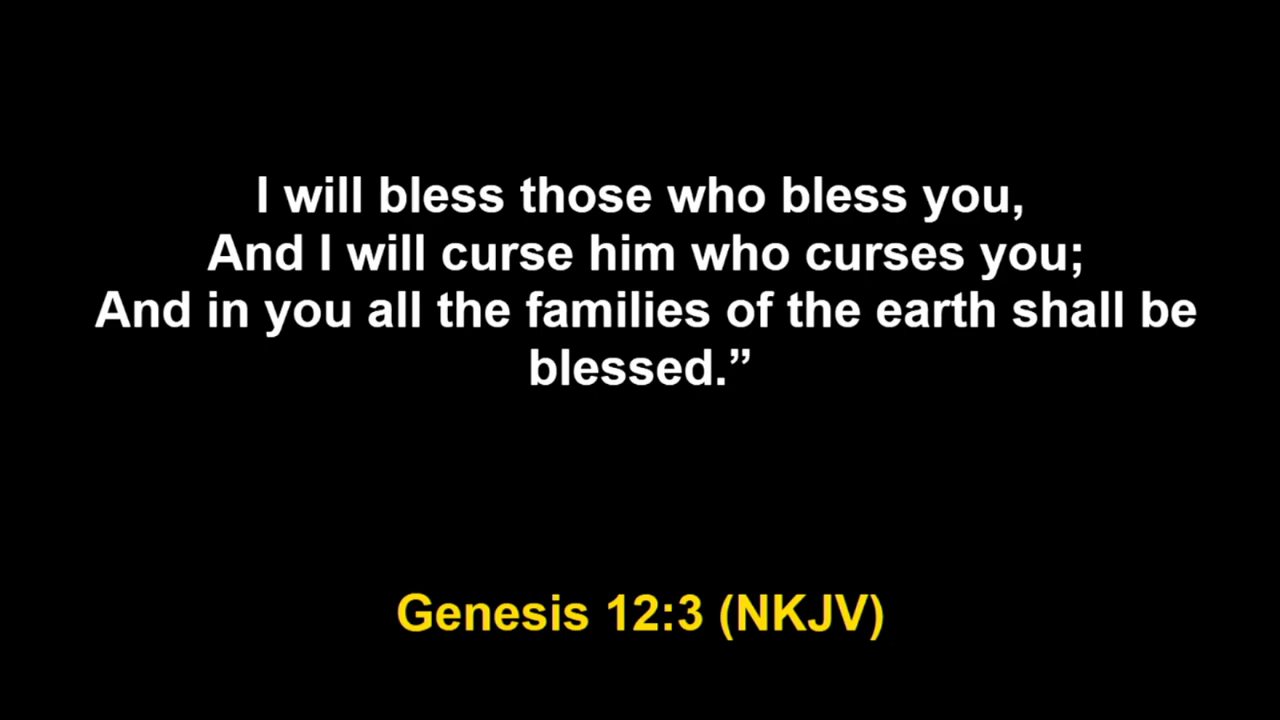 I will bless those who bless you,
And I will curse him who curses you;
And in you all the families of the earth shall be
blessed.”
Genesis 12:3 (NKJV)